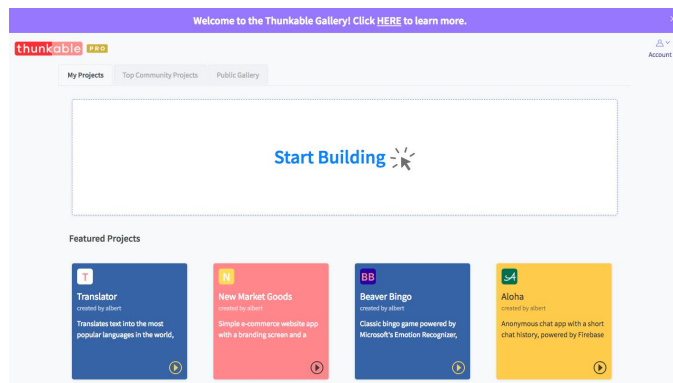 Welcome to the Thunkable Gallery! Click HERE to learn more.
thunkable PRO
Account
My Projects
Top Community Projects
Public Gallery
Start Building
Featured Projects
T
Translator
created by albert
Translates text into the most
popular languages in the world,
N
New Market Goods
created by albert
Simple e-commerce website app
with a branding screen and a
BB
Beaver Bingo
created by albert
Classic bingo game powered by
Microsoft's Emotion Recognizer,
Aloha
created by albert
Anonymous chat app with a short
chat history, powered by Firebase